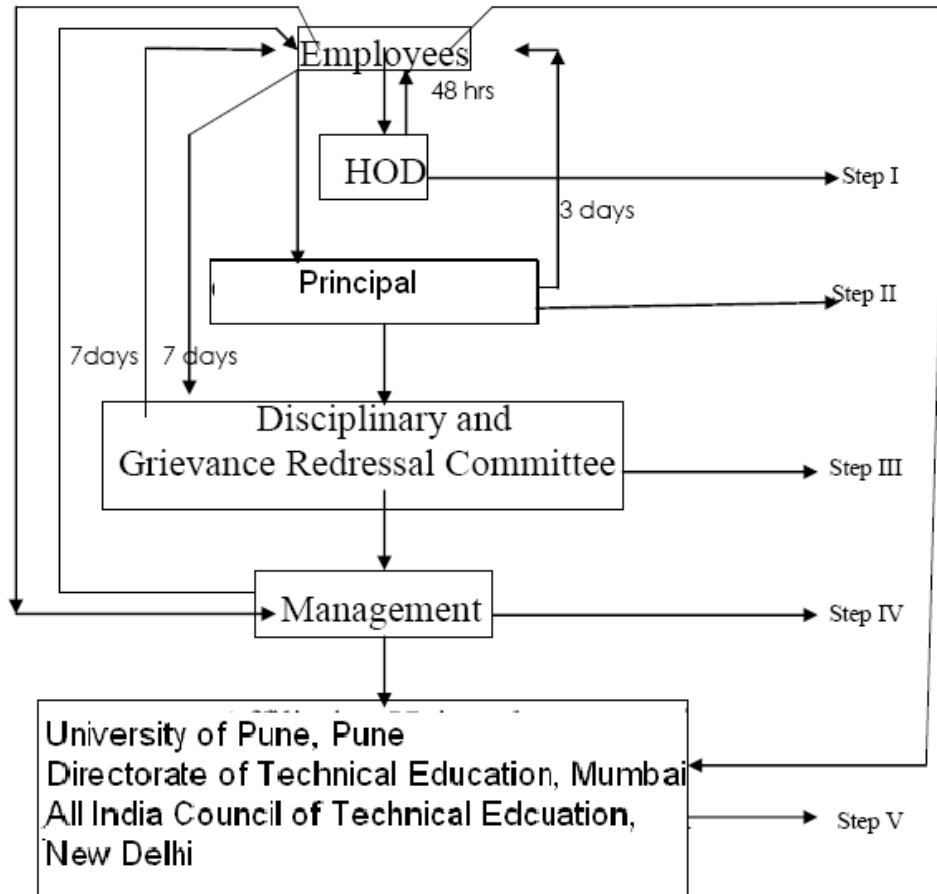 Employees
48 hrs
HOD
Step I
3 days
Principal
Step II
7days
7 days
Disciplinary and
Grievance Redressal Committee
Step III
Management
Step IV
University of Pune, Pune
Directorate of Technical Education, Mumbai
All India Council of Technical Edcuation,
New Delhi
Step V